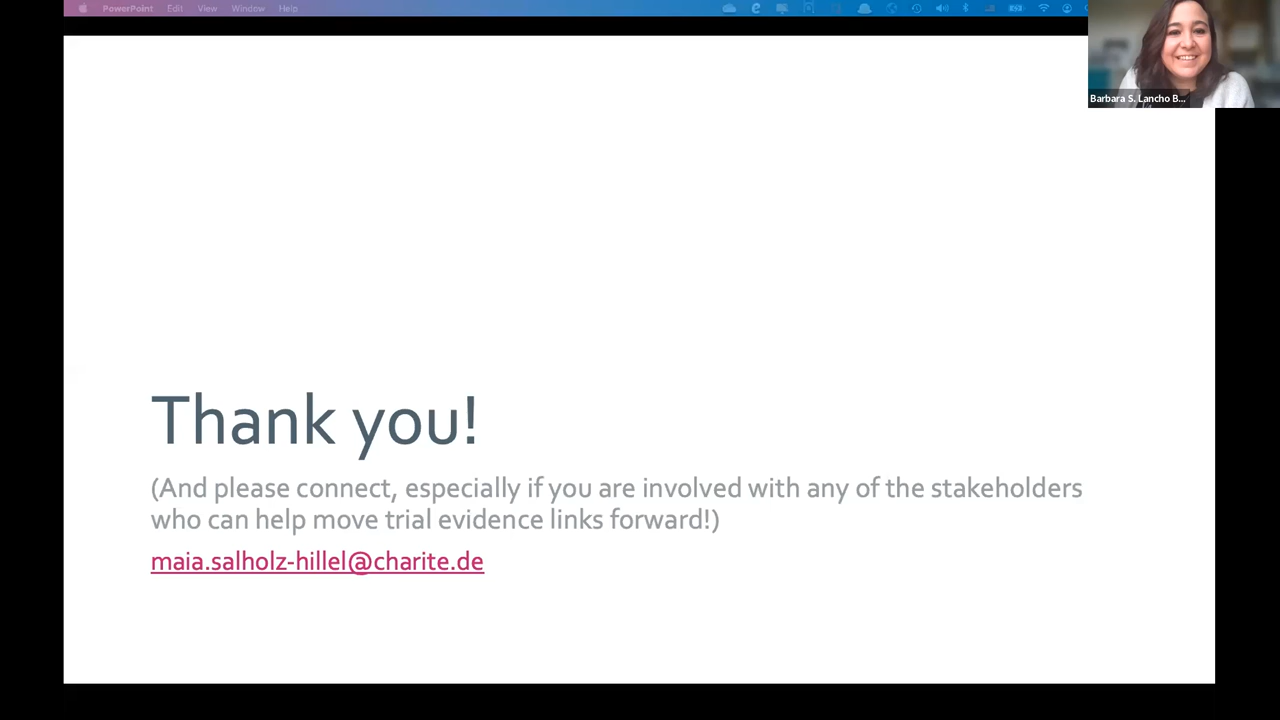 PowerPoint Edit View Window Help
Barbara S. Lancho B...
Thank you!
(And please connect, especially if you are involved with any of the stakeholders
who can help move trial evidence links forward!)
maia.salholz-hillel@charite.de